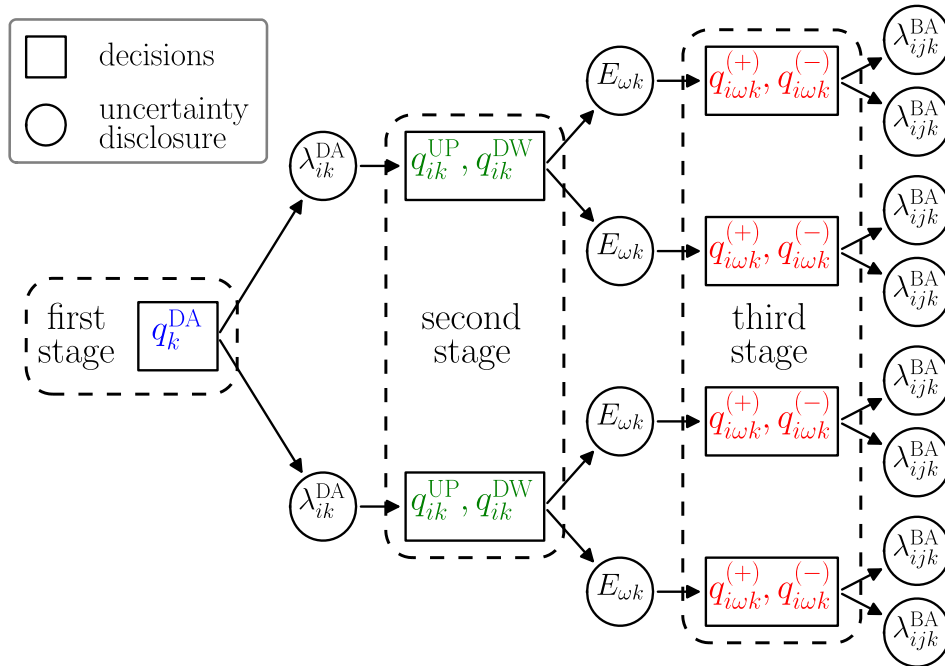 decisions
uncertainty
disclosure
first
stage
q_k^DA
λ_ik^DA
λ_ik^DA
q_ik^UP, q_ik^DW
second
stage
q_ik^UP, q_ik^DW
E_ωk
E_ωk
E_ωk
E_ωk
q_iωk^(+), q_iωk^(−)
q_iωk^(+), q_iωk^(−)
third
stage
q_iωk^(+), q_iωk^(−)
q_iωk^(+), q_iωk^(−)
λ_ijk^BA
λ_ijk^BA
λ_ijk^BA
λ_ijk^BA
λ_ijk^BA
λ_ijk^BA
λ_ijk^BA
λ_ijk^BA